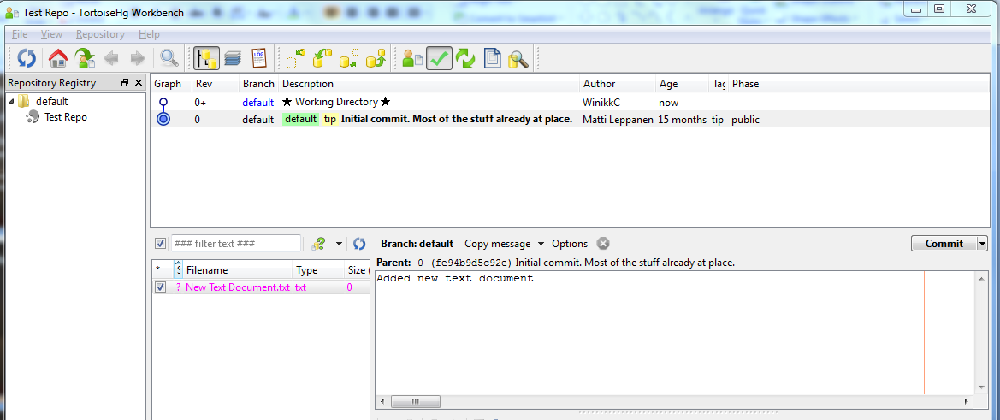 Test Repo - TortoiseHg Workbench
File View Repository Help
LOG
Repository Registry
default
Test Repo
Graph Rev Branch Description Author Age Tag Phase
0+ default ★ Working Directory ★ WinikkC now
0 default default tip Initial commit. Most of the stuff already at place. Matti Leppanen 15 months tip public
### filter text ###
Branch: default Copy message Options Commit
Parent: 0 (fe94b9d5c92e) Initial commit. Most of the stuff already at place.
* Filename Type Size (
? New Text Document.txt txt 0
Added new text document